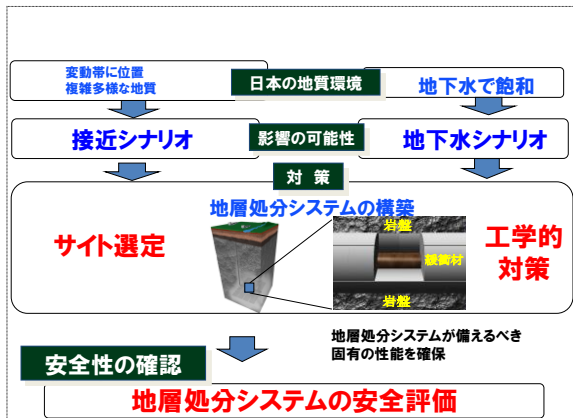 変動帯に位置
複雑多様な地質
日本の地質環境
地下水で飽和
接近シナリオ
影響の可能性
地下水シナリオ
対 策
地層処分システムの構築
サイト選定
岩盤
緩衝材
岩盤
工学的
対策
地層処分システムが備えるべき
固有の性能を確保
安全性の確認
地層処分システムの安全評価